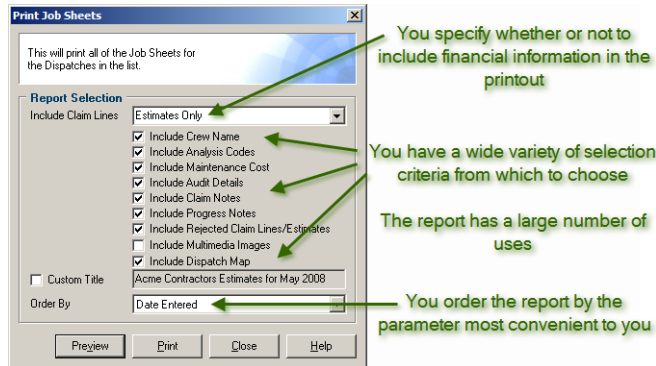 Print Job Sheets
This will print all of the Job Sheets for
the Dispatches in the list.
Report Selection
Include Claim Lines
Estimates Only
Include Crew Name
Include Analysis Codes
Include Maintenance Cost
Include Audit Details
Include Claim Notes
Include Progress Notes
Include Rejected Claim Lines/Estimates
Include Multimedia Images
Include Dispatch Map
Custom Title
Acme Contractors Estimates for May 2008
Order By
Date Entered
Preview
Print
Close
Help
You specify whether or not to
include financial information in the
printout
You have a wide variety of selection
criteria from which to choose
The report has a large number of
uses
You order the report by the
parameter most convenient to you